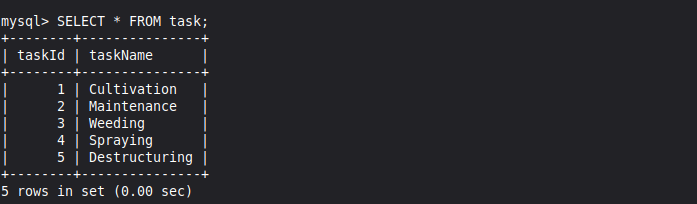 mysql> SELECT * FROM task;
+--------+---------------+
| taskId | taskName      |
+--------+---------------+
|      1 | Cultivation   |
|      2 | Maintenance   |
|      3 | Weeding       |
|      4 | Spraying      |
|      5 | Destructuring |
+--------+---------------+
5 rows in set (0.00 sec)